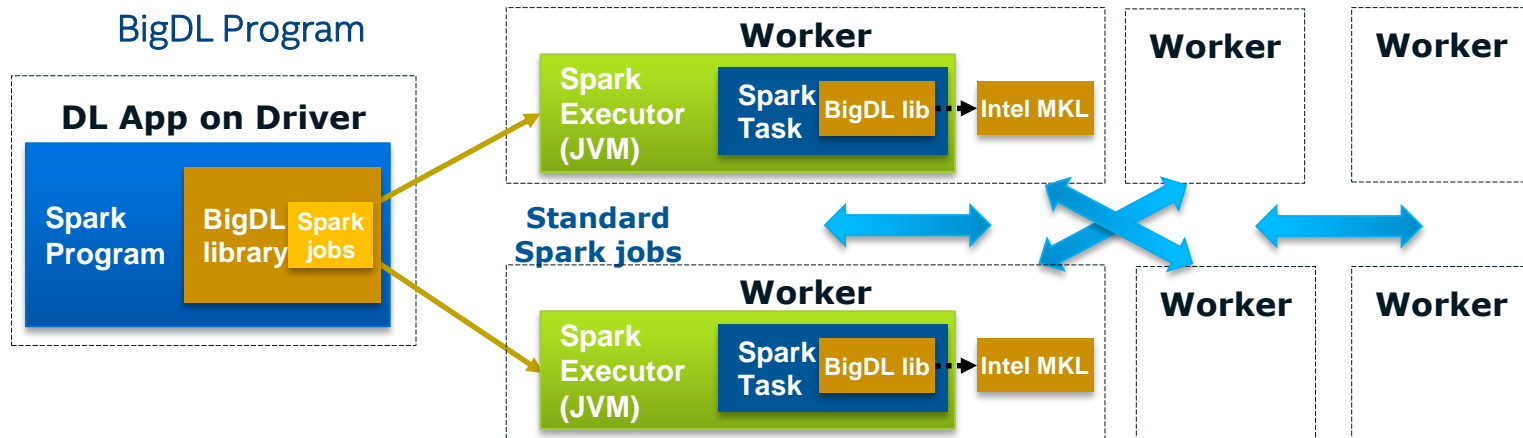 BigDL Program
DL App on Driver
Spark
Program
BigDL
library
Spark
jobs
Worker
Spark
Executor
(JVM)
Spark
Task
BigDL lib
Intel MKL
Worker
Worker
Standard
Spark jobs
Worker
Spark
Executor
(JVM)
Spark
Task
BigDL lib
Intel MKL
Worker
Worker